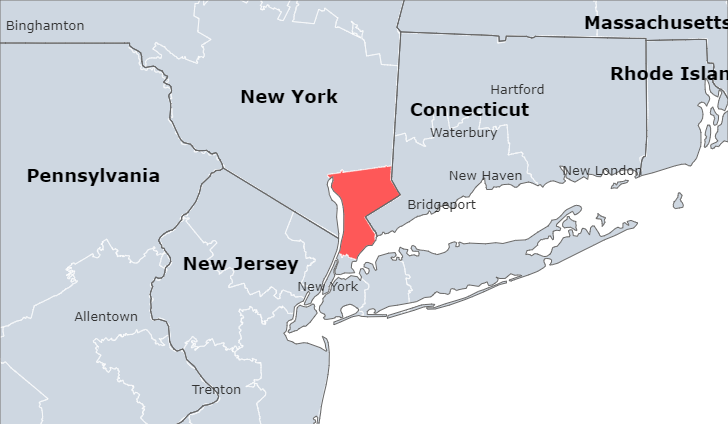 Massachusetts
Binghamton
Rhode Islan
Hartford
New York
Connecticut
Waterbury
New Haven
New London
Pennsylvania
Bridgeport
New Jersey
New York
Allentown
Trenton